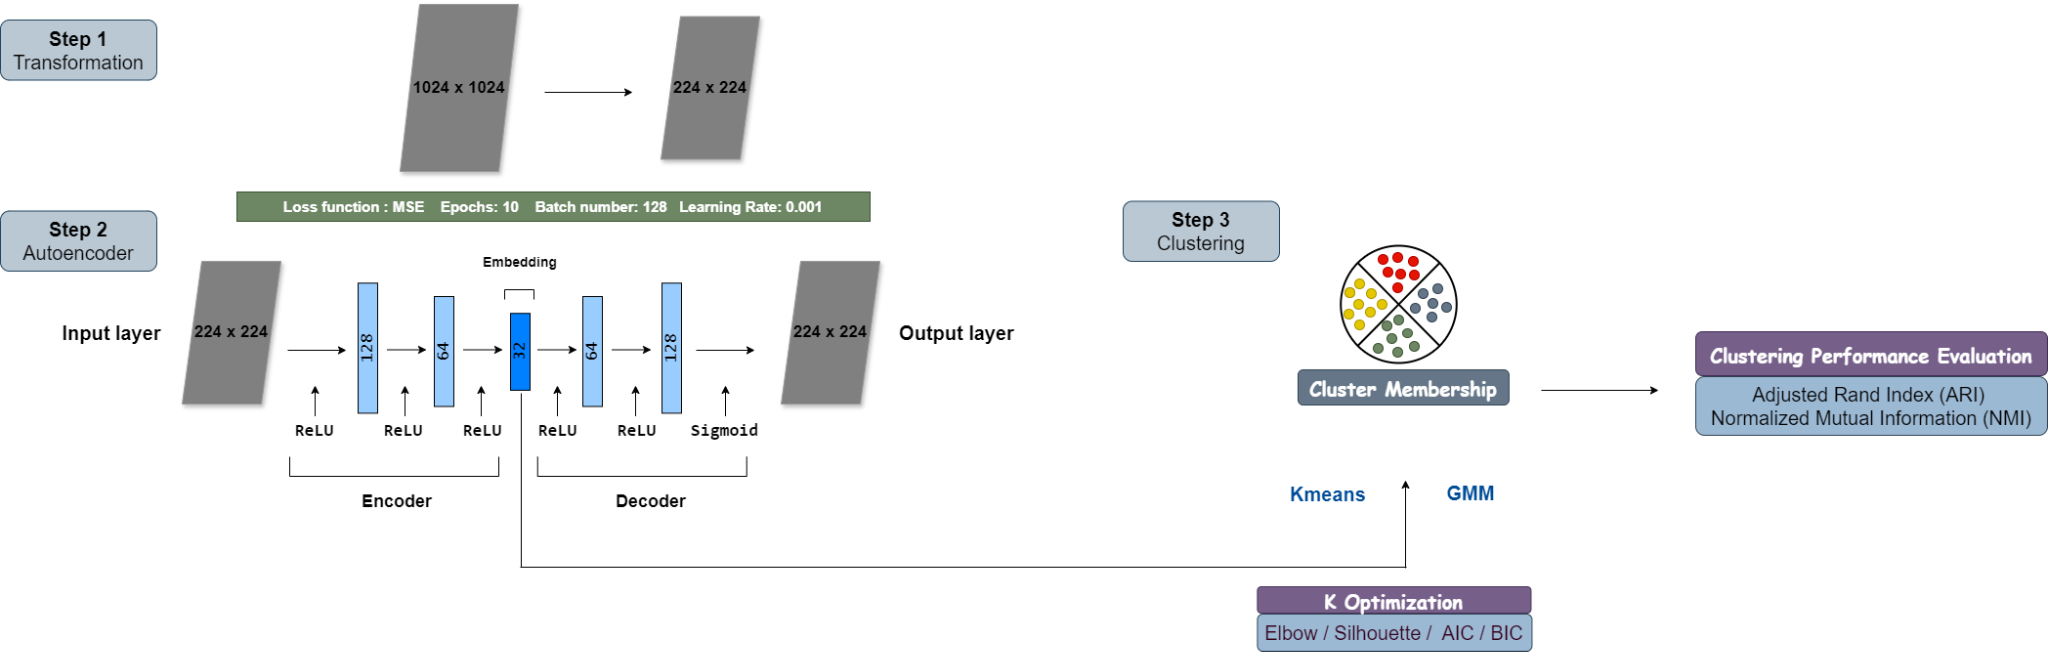 Step 1
Transformation
1024 x 1024
224 x 224
Loss function : MSE    Epochs: 10    Batch number: 128   Learning Rate: 0.001
Step 2
Autoencoder
Embedding
Input layer
224 x 224
128
64
32
64
128
224 x 224
Output layer
ReLU
ReLU
ReLU
ReLU
ReLU
Sigmoid
Encoder
Decoder
Step 3
Clustering
Cluster Membership
Clustering Performance Evaluation
Adjusted Rand Index (ARI)
Normalized Mutual Information (NMI)
Kmeans
GMM
K Optimization
Elbow / Silhouette /  AIC / BIC